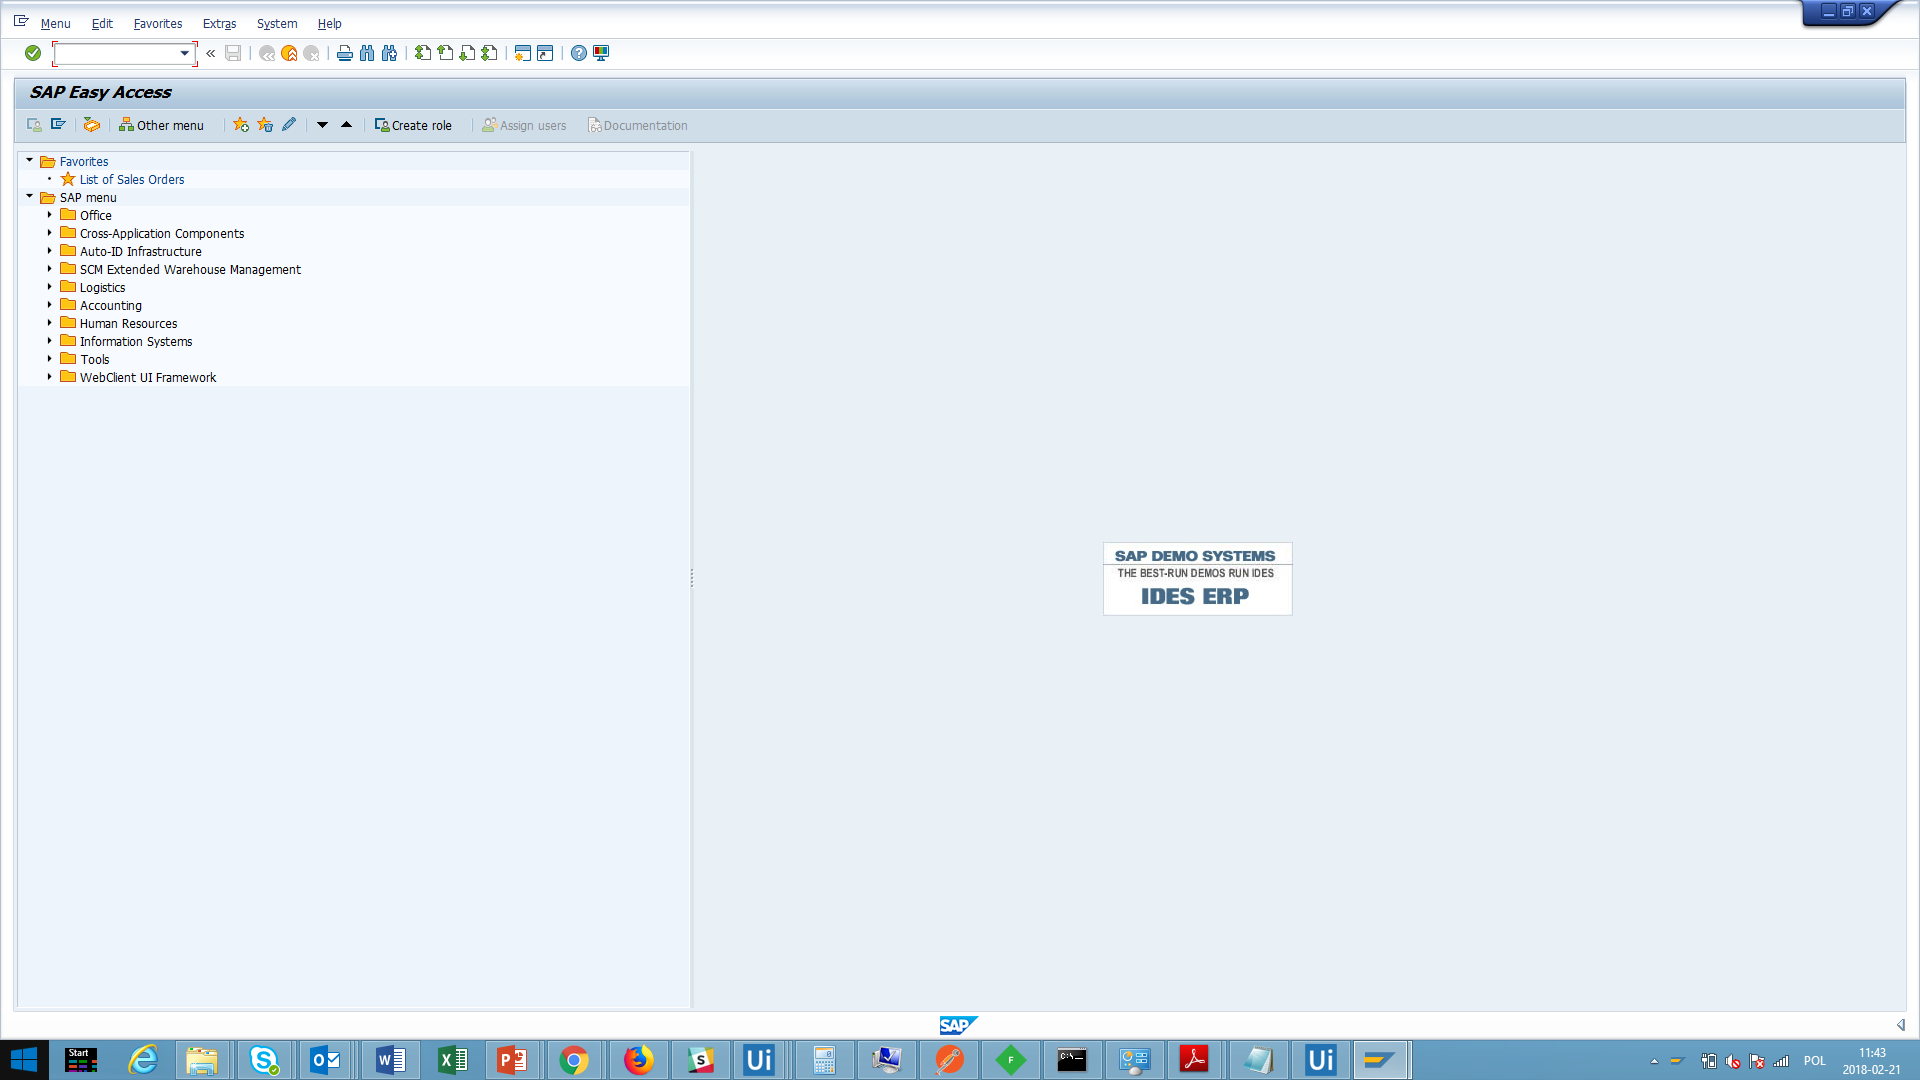 Menu Edit Favorites Extras System Help
SAP Easy Access
Other menu Create role Assign users Documentation
Favorites
List of Sales Orders
SAP menu
Office
Cross-Application Components
Auto-ID Infrastructure
SCM Extended Warehouse Management
Logistics
Accounting
Human Resources
Information Systems
Tools
WebClient UI Framework
SAP DEMO SYSTEMS
THE BEST-RUN DEMOS RUN IDES
IDES ERP
SAP
Start
Ui
Ui
POL
11:43
2018-02-21